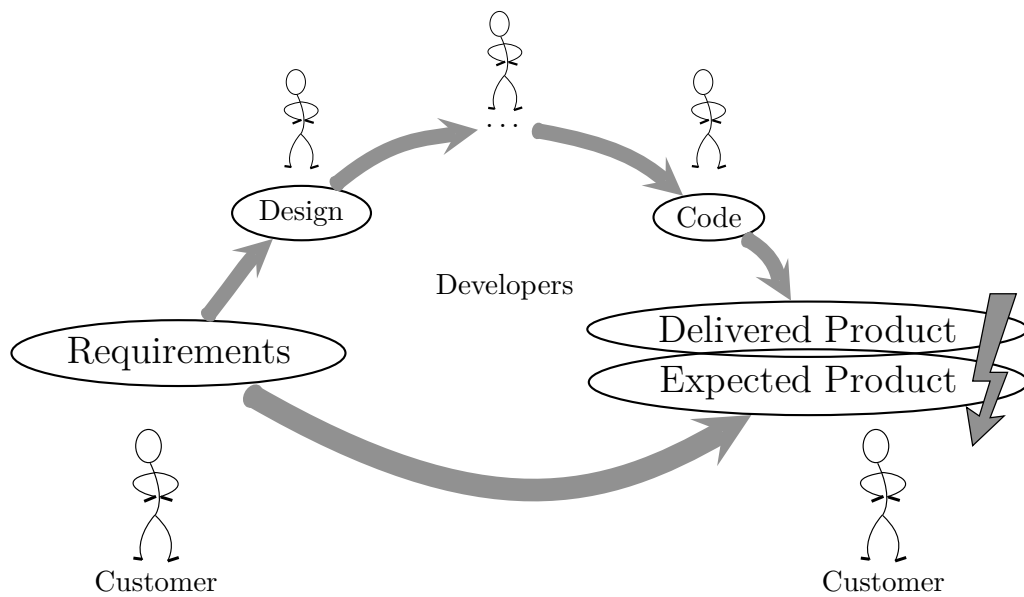 . . .
Design
Code
Developers
Delivered Product
Requirements
Expected Product
Customer
Customer